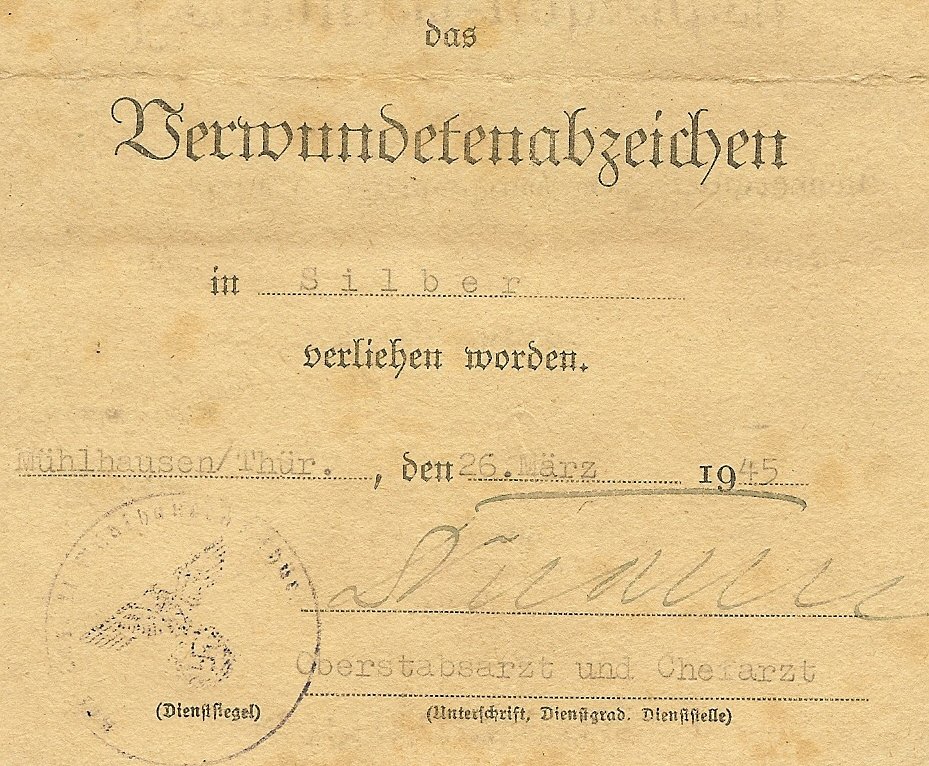 das
Verwundetenabzeichen
in Silber
verliehen worden.
Mühlhausen/Thür., den 26.März 1945
Oberstabsarzt und Chefarzt
(Dienstsiegel)
(Unterschrift, Dienstgrad. Dienststelle)